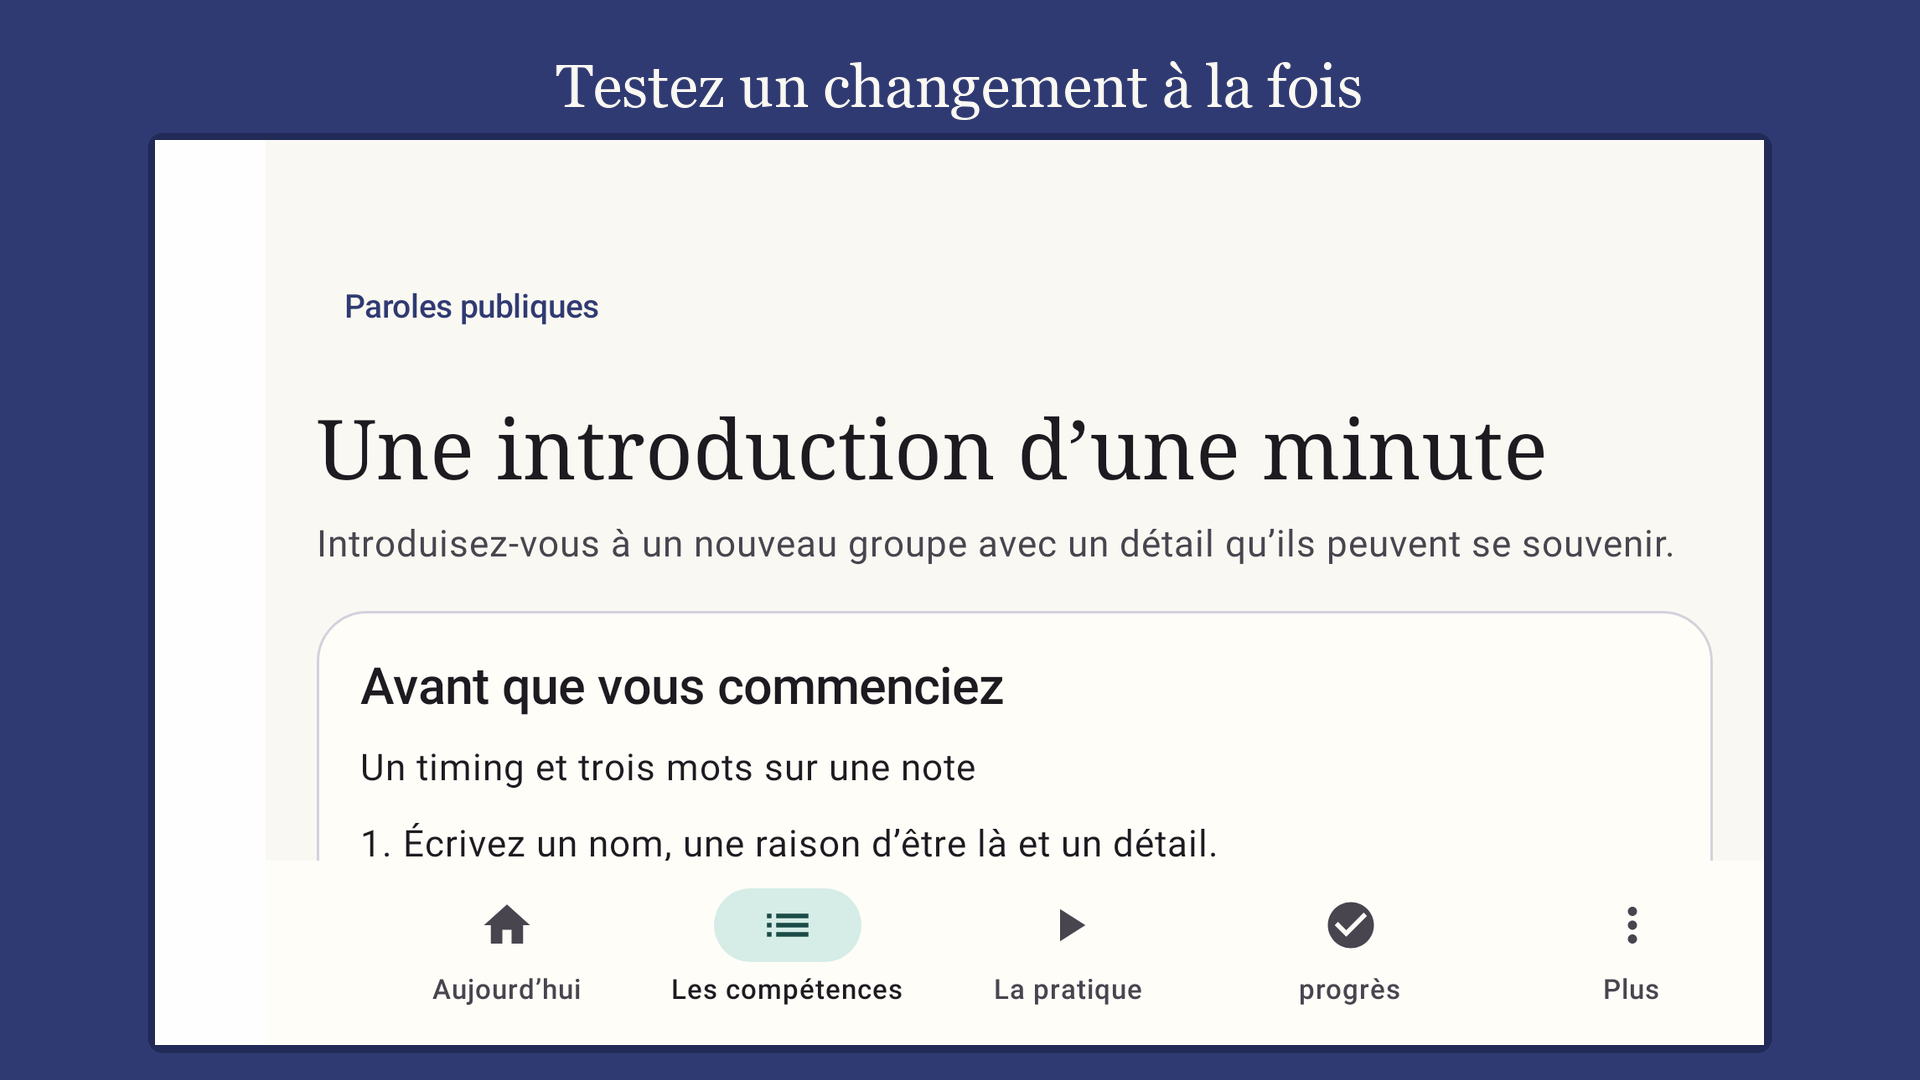 Testez un changement à la fois
Paroles publiques
Une introduction d’une minute
Introduisez-vous à un nouveau groupe avec un détail qu’ils peuvent se souvenir.
Avant que vous commenciez
Un timing et trois mots sur une note
1. Écrivez un nom, une raison d’être là et un détail.
Aujourd’hui
Les compétences
La pratique
progrès
Plus